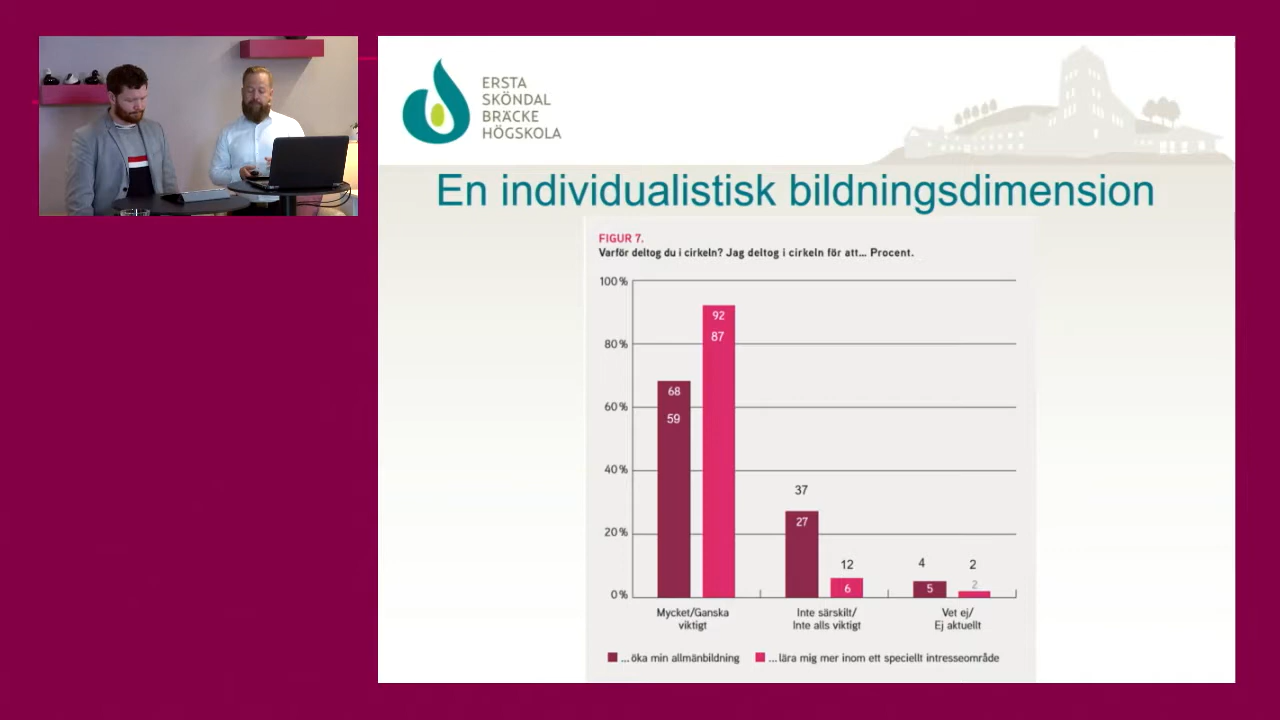 ERSTA
SKÖNDAL
BRÄCKE
HÖGSKOLA
En individualistisk bildningsdimension
FIGUR 7.
Varför deltog du i cirkeln? Jag deltog i cirkeln för att... Procent.
100 %
80 %
60 %
40 %
20 %
0 %
92
87
68
59
37
27
12
6
4
5
2
2
Mycket/Ganska
viktigt
Inte särskilt/
Inte alls viktigt
Vet ej/
Ej aktuellt
...öka min allmänbildning
...lära mig mer inom ett speciellt intresseområde